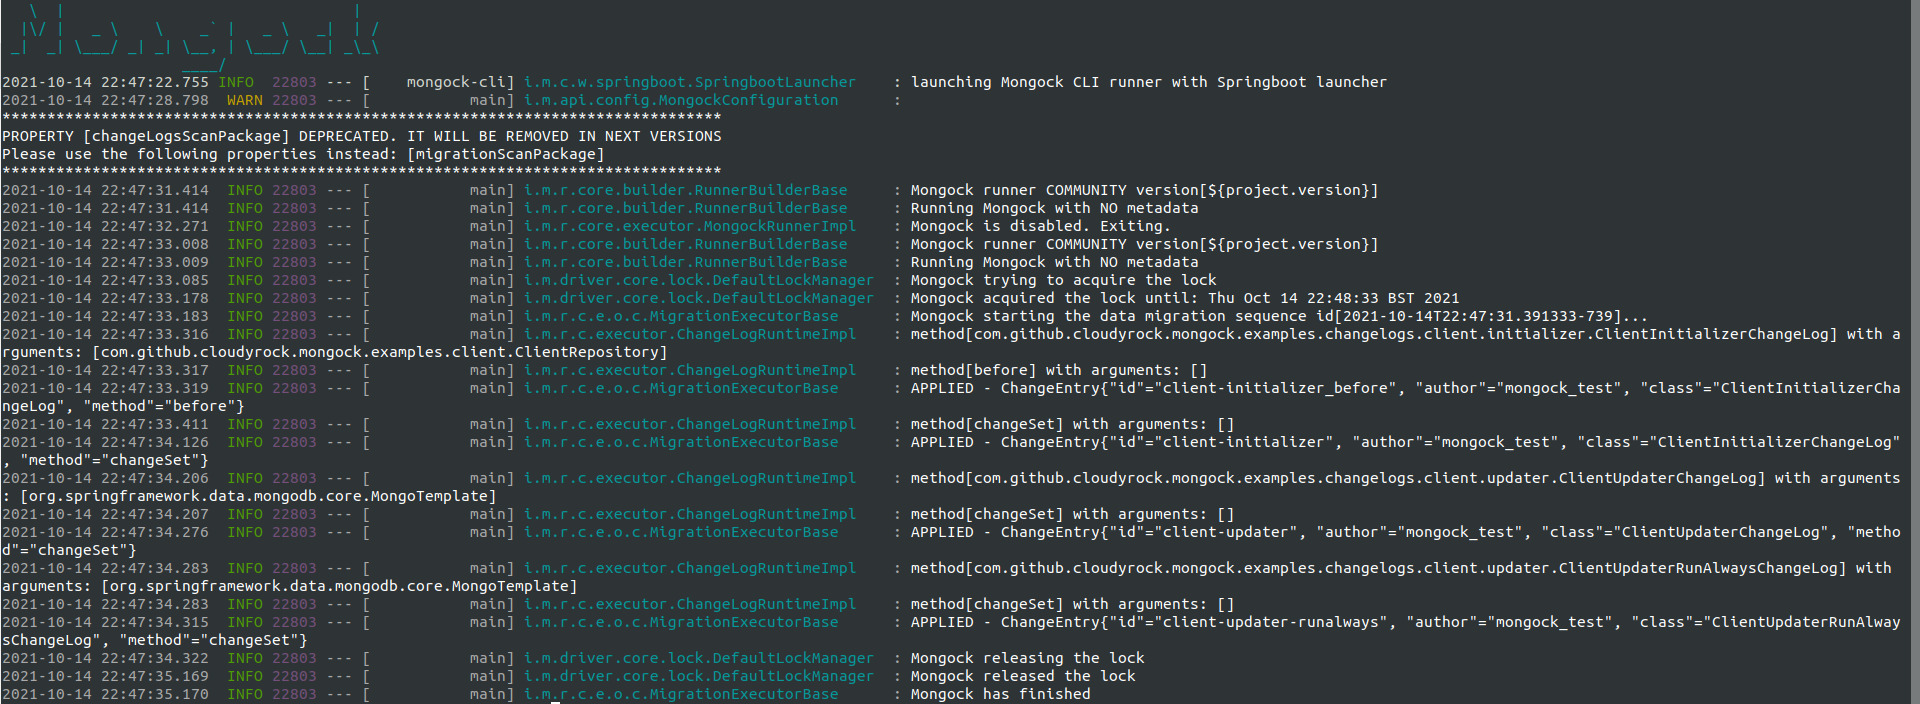 2021-10-14 22:47:22.755 INFO  22803 --- [    mongock-cli] i.m.c.w.springboot.SpringbootLauncher    : launching Mongock CLI runner with Springboot launcher
2021-10-14 22:47:28.798  WARN 22803 --- [           main] i.m.api.config.MongockConfiguration      :
********************************************************************************
PROPERTY [changeLogsScanPackage] DEPRECATED. IT WILL BE REMOVED IN NEXT VERSIONS
Please use the following properties instead: [migrationScanPackage]
********************************************************************************
2021-10-14 22:47:31.414  INFO 22803 --- [           main] i.m.r.core.builder.RunnerBuilderBase     : Mongock runner COMMUNITY version[${project.version}]
2021-10-14 22:47:31.414  INFO 22803 --- [           main] i.m.r.core.builder.RunnerBuilderBase     : Running Mongock with NO metadata
2021-10-14 22:47:32.271  INFO 22803 --- [           main] i.m.r.core.executor.MongockRunnerImpl    : Mongock is disabled. Exiting.
2021-10-14 22:47:33.008  INFO 22803 --- [           main] i.m.r.core.builder.RunnerBuilderBase     : Mongock runner COMMUNITY version[${project.version}]
2021-10-14 22:47:33.009  INFO 22803 --- [           main] i.m.r.core.builder.RunnerBuilderBase     : Running Mongock with NO metadata
2021-10-14 22:47:33.085  INFO 22803 --- [           main] i.m.driver.core.lock.DefaultLockManager  : Mongock trying to acquire the lock
2021-10-14 22:47:33.178  INFO 22803 --- [           main] i.m.driver.core.lock.DefaultLockManager  : Mongock acquired the lock until: Thu Oct 14 22:48:33 BST 2021
2021-10-14 22:47:33.183  INFO 22803 --- [           main] i.m.r.c.e.o.c.MigrationExecutorBase      : Mongock starting the data migration sequence id[2021-10-14T22:47:31.391333-739]...
2021-10-14 22:47:33.316  INFO 22803 --- [           main] i.m.r.c.executor.ChangeLogRuntimeImpl    : method[com.github.cloudyrock.mongock.examples.changelogs.client.initializer.ClientInitializerChangeLog] with a
rguments: [com.github.cloudyrock.mongock.examples.client.ClientRepository]
2021-10-14 22:47:33.317  INFO 22803 --- [           main] i.m.r.c.executor.ChangeLogRuntimeImpl    : method[before] with arguments: []
2021-10-14 22:47:33.319  INFO 22803 --- [           main] i.m.r.c.e.o.c.MigrationExecutorBase      : APPLIED - ChangeEntry{"id"="client-initializer_before", "author"="mongock_test", "class"="ClientInitializerCha
ngeLog", "method"="before"}
2021-10-14 22:47:33.411  INFO 22803 --- [           main] i.m.r.c.executor.ChangeLogRuntimeImpl    : method[changeSet] with arguments: []
2021-10-14 22:47:34.126  INFO 22803 --- [           main] i.m.r.c.e.o.c.MigrationExecutorBase      : APPLIED - ChangeEntry{"id"="client-initializer", "author"="mongock_test", "class"="ClientInitializerChangeLog"
, "method"="changeSet"}
2021-10-14 22:47:34.206  INFO 22803 --- [           main] i.m.r.c.executor.ChangeLogRuntimeImpl    : method[com.github.cloudyrock.mongock.examples.changelogs.client.updater.ClientUpdaterChangeLog] with arguments
: [org.springframework.data.mongodb.core.MongoTemplate]
2021-10-14 22:47:34.207  INFO 22803 --- [           main] i.m.r.c.executor.ChangeLogRuntimeImpl    : method[changeSet] with arguments: []
2021-10-14 22:47:34.276  INFO 22803 --- [           main] i.m.r.c.e.o.c.MigrationExecutorBase      : APPLIED - ChangeEntry{"id"="client-updater", "author"="mongock_test", "class"="ClientUpdaterChangeLog", "metho
d"="changeSet"}
2021-10-14 22:47:34.283  INFO 22803 --- [           main] i.m.r.c.executor.ChangeLogRuntimeImpl    : method[com.github.cloudyrock.mongock.examples.changelogs.client.updater.ClientUpdaterRunAlwaysChangeLog] with
arguments: [org.springframework.data.mongodb.core.MongoTemplate]
2021-10-14 22:47:34.283  INFO 22803 --- [           main] i.m.r.c.executor.ChangeLogRuntimeImpl    : method[changeSet] with arguments: []
2021-10-14 22:47:34.315  INFO 22803 --- [           main] i.m.r.c.e.o.c.MigrationExecutorBase      : APPLIED - ChangeEntry{"id"="client-updater-runalways", "author"="mongock_test", "class"="ClientUpdaterRunAlway
sChangeLog", "method"="changeSet"}
2021-10-14 22:47:34.322  INFO 22803 --- [           main] i.m.driver.core.lock.DefaultLockManager  : Mongock releasing the lock
2021-10-14 22:47:35.169  INFO 22803 --- [           main] i.m.driver.core.lock.DefaultLockManager  : Mongock released the lock
2021-10-14 22:47:35.170  INFO 22803 --- [           main] i.m.r.c.e.o.c.MigrationExecutorBase      : Mongock has finished